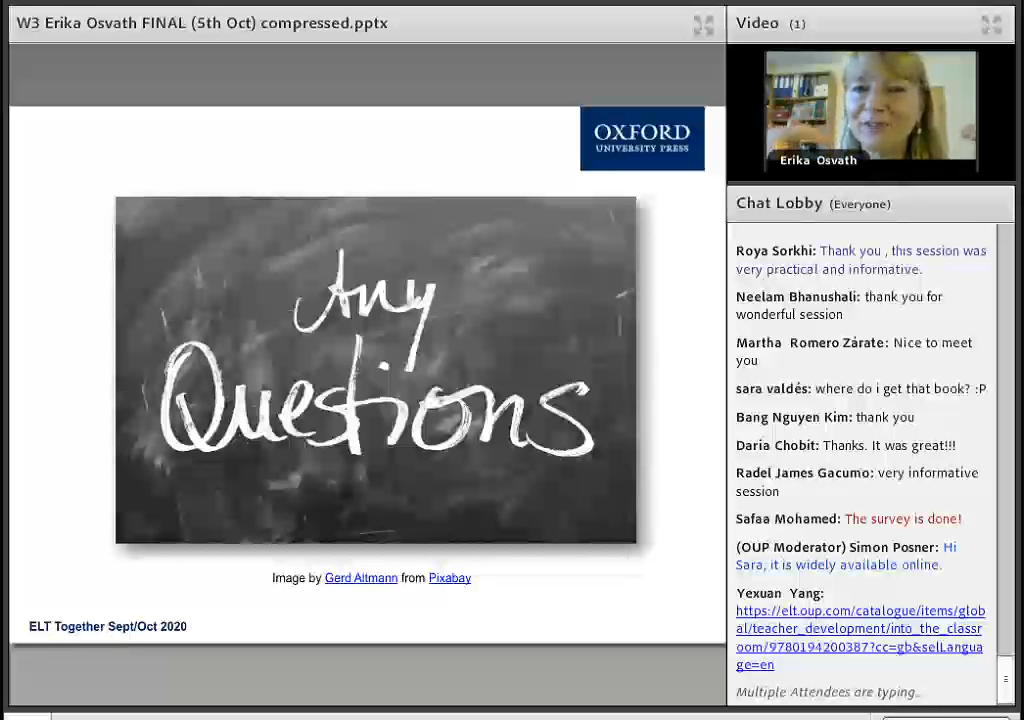 W3 Erika Osvath FINAL (5th Oct) compressed.pptx
OXFORD
UNIVERSITY PRESS
Any
Questions
Image by Gerd Altmann from Pixabay
ELT Together Sept/Oct 2020
Video (1)
Erika Osvath
Chat Lobby (Everyone)
Roya Sorkhi: Thank you , this session was
very practical and informative.
Neelam Bhanushali: thank you for
wonderful session
Martha Romero Zárate: Nice to meet
you
sara valdés: where do i get that book? :P
Bang Nguyen Kim: thank you
Daria Chobit: Thanks. It was great!!!
Radel James Gacumo: very informative
session
Safaa Mohamed: The survey is done!
(OUP Moderator) Simon Posner: Hi
Sara, it is widely available online.
Yexuan Yang:
https://elt.oup.com/catalogue/items/glob
al/teacher_development/into_the_classr
oom/9780194200387?cc=gb&selLangua
ge=en
Multiple Attendees are typing..